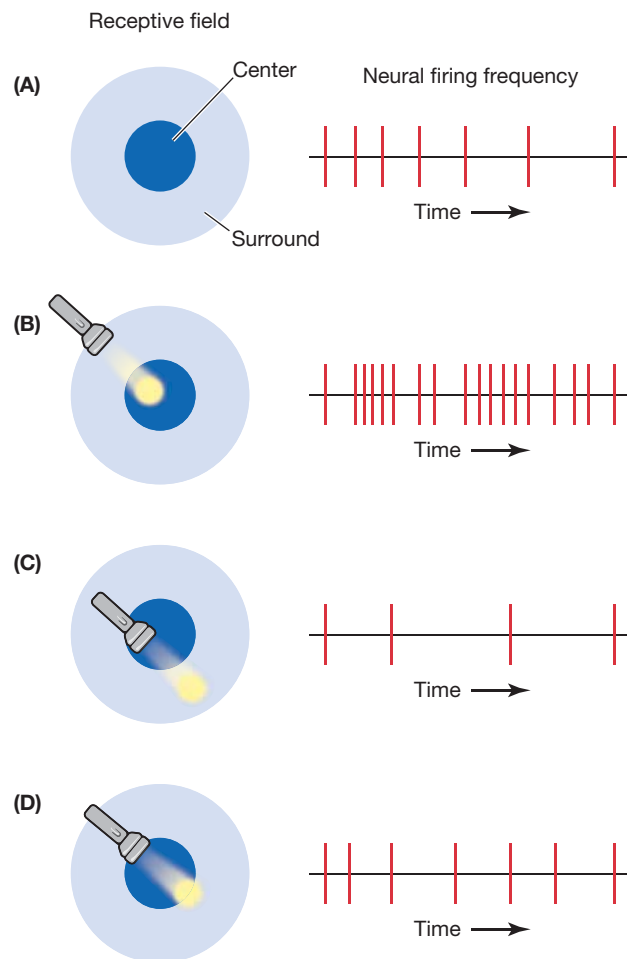 Receptive field
Neural firing frequency
(A)
Center
Surround
Time
(B)
Time
(C)
Time
(D)
Time